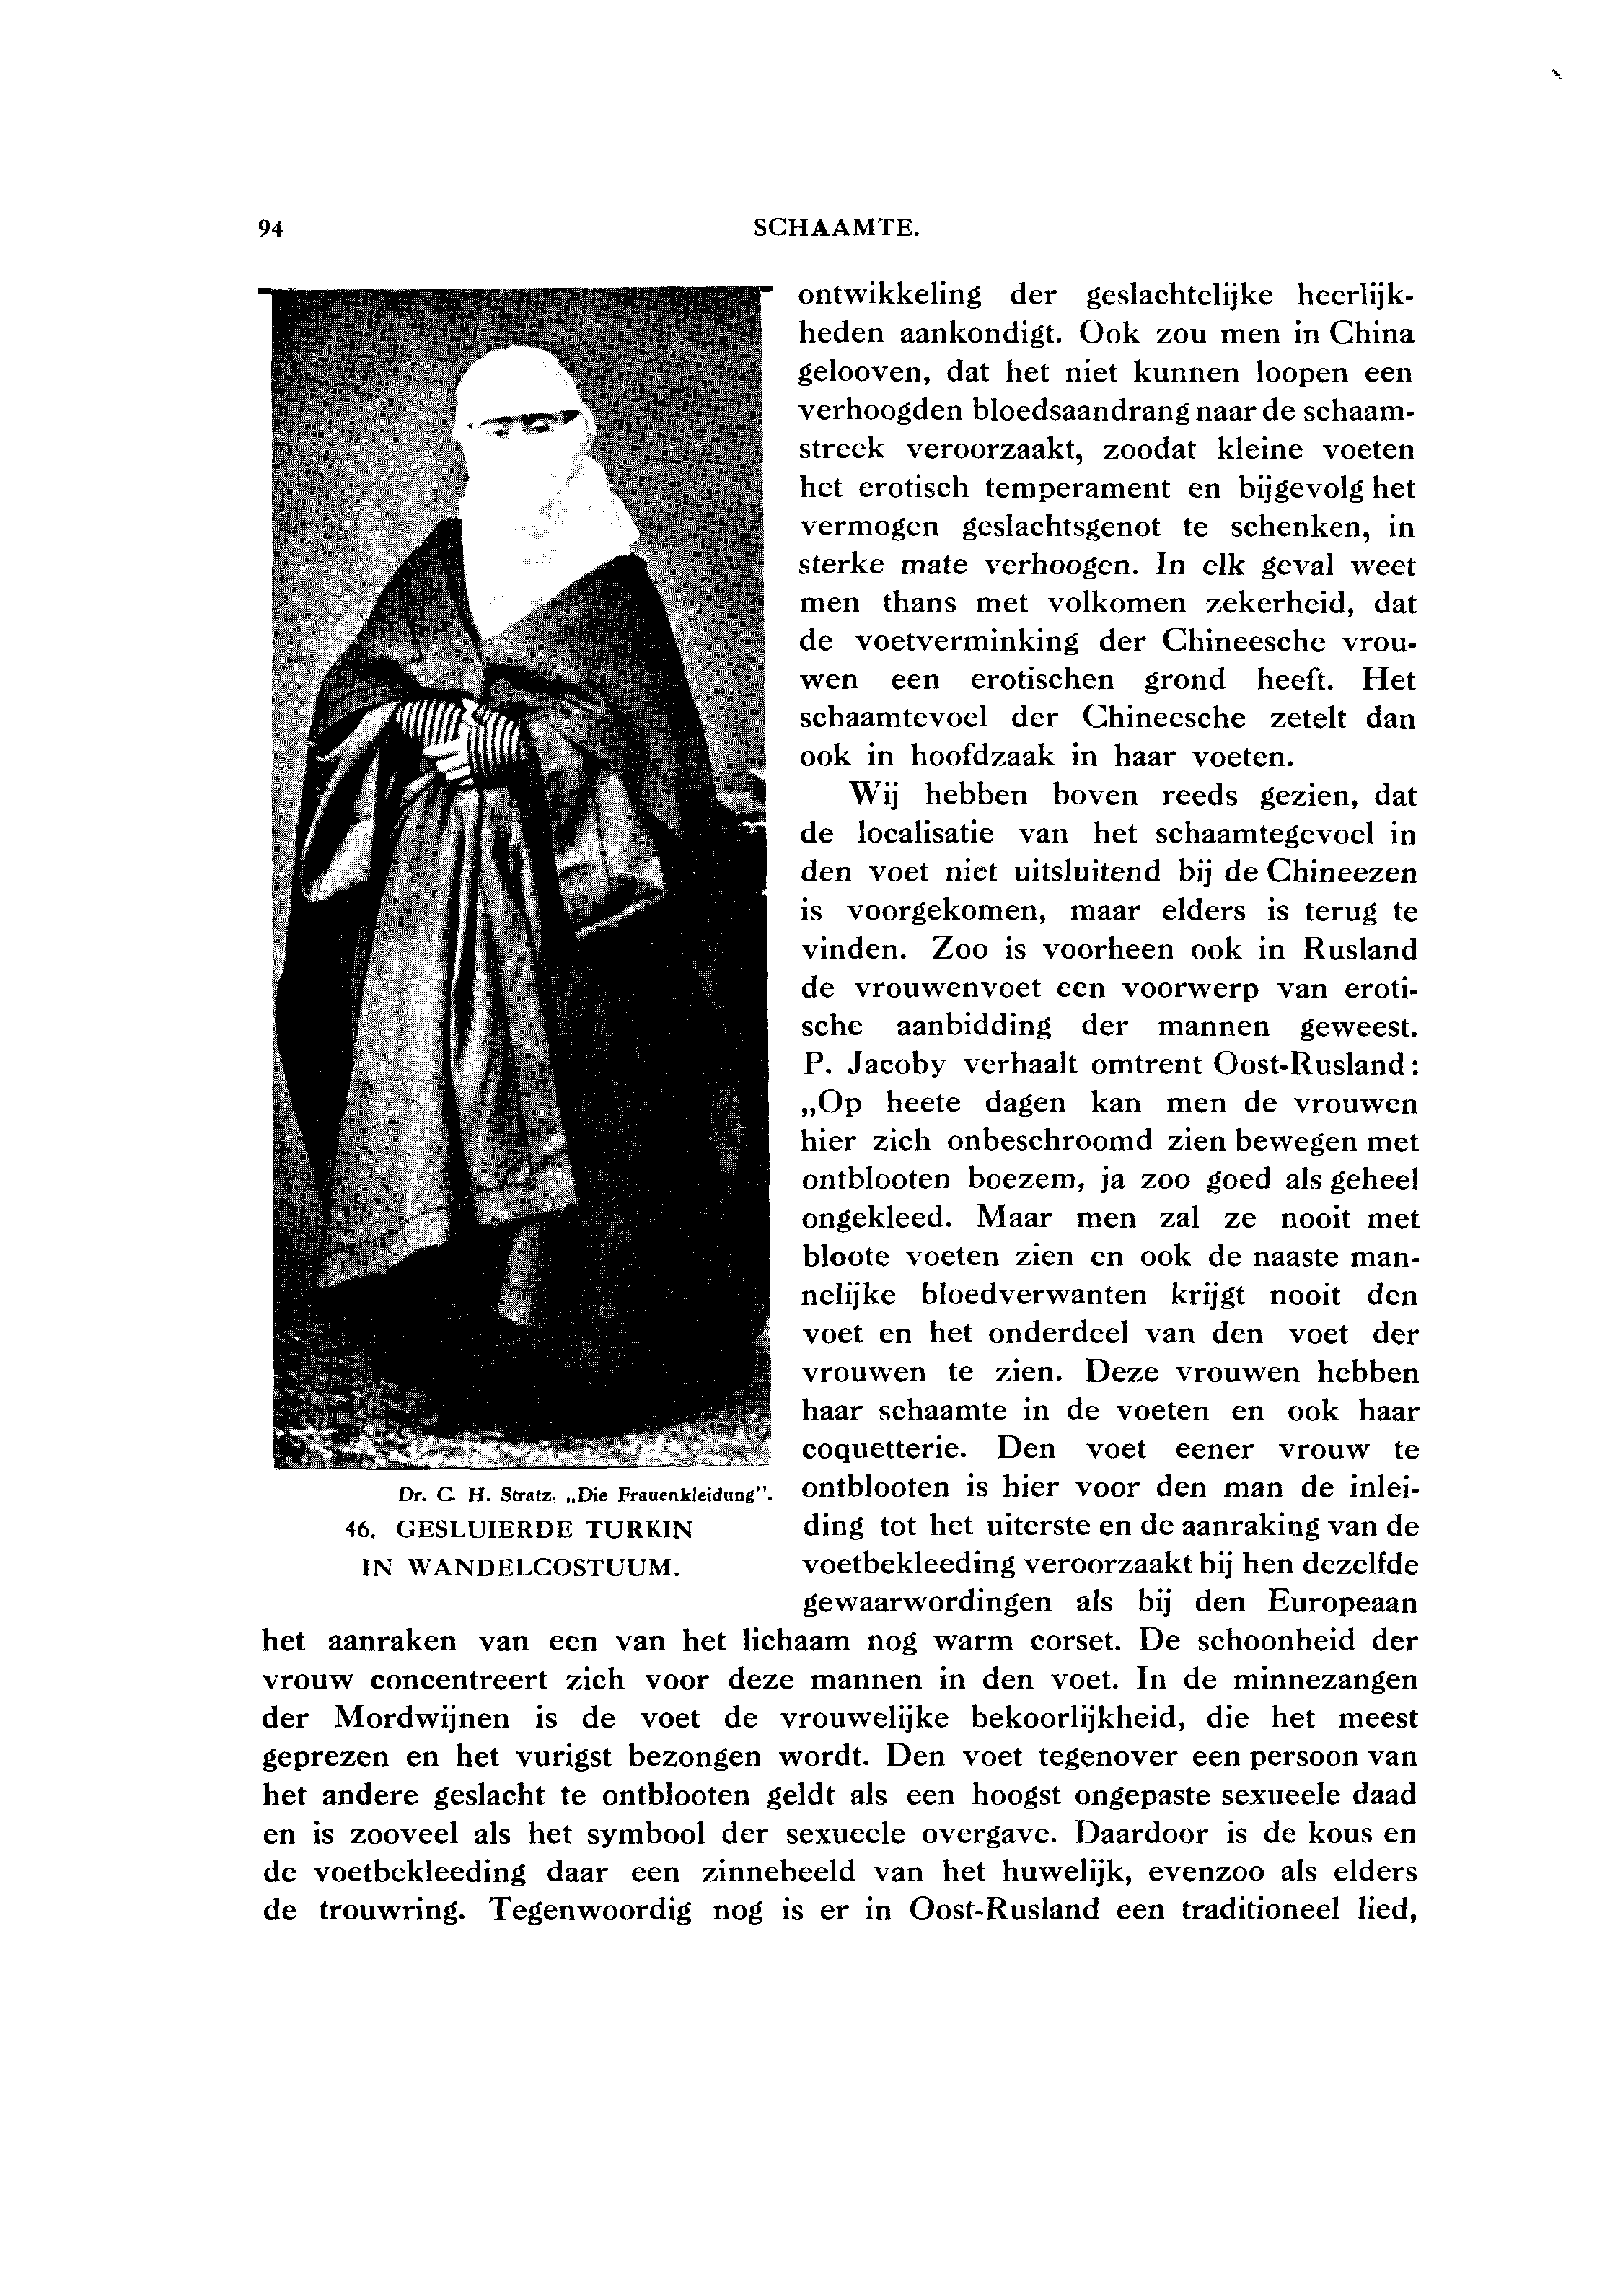 94
SCHAAMTE.
ontwikkeling der geslachtelijke heerlijk-
heden aankondigt. Ook zou men in China
gelooven, dat het niet kunnen loopen een
verhoogden bloedsaandrang naar de schaam-
streek veroorzaakt, zoodat kleine voeten
het erotisch temperament en bijgevolg het
vermogen geslachtsgenot te schenken, in
sterke mate verhoogen. In elk geval weet
men thans met volkomen zekerheid, dat
de voetverminking der Chineesche vrou-
wen een erotischen grond heeft. Het
schaamtevoel der Chineesche zetelt dan
ook in hoofdzaak in haar voeten.
Wij hebben boven reeds gezien, dat
de localisatie van het schaamtegevoel in
den voet niet uitsluitend bij de Chineezen
is voorgekomen, maar elders is terug te
vinden. Zoo is voorheen ook in Rusland
de vrouwenvoet een voorwerp van eroti-
sche aanbidding der mannen geweest.
P. Jacoby verhaalt omtrent Oost-Rusland:
„Op heete dagen kan men de vrouwen
hier zich onbeschroomd zien bewegen met
ontblooten boezem, ja zoo goed als geheel
ongekleed. Maar men zal ze nooit met
bloote voeten zien en ook de naaste man-
nelijke bloedverwanten krijgt nooit den
voet en het onderdeel van den voet der
vrouwen te zien. Deze vrouwen hebben
haar schaamte in de voeten en ook haar
coquetterie. Den voet eener vrouw te
ontblooten is hier voor den man de inlei-
ding tot het uiterste en de aanraking van de
voetbekleeding veroorzaakt bij hen dezelfde
gewaarwordingen als bij den Europeaan
Dr. C. H. Stratz, „Die Frauenkleidung”.
46. GESLUIERDE TURKIN
IN WANDELCOSTUUM.
het aanraken van een van het lichaam nog warm corset. De schoonheid der
vrouw concentreert zich voor deze mannen in den voet. In de minnezangen
der Mordwijnen is de voet de vrouwelijke bekoorlijkheid, die het meest
geprezen en het vurigst bezongen wordt. Den voet tegenover een persoon van
het andere geslacht te ontblooten geldt als een hoogst ongepaste sexueele daad
en is zooveel als het symbool der sexueele overgave. Daardoor is de kous en
de voetbekleeding daar een zinnebeeld van het huwelijk, evenzoo als elders
de trouwring. Tegenwoordig nog is er in Oost-Rusland een traditioneel lied,